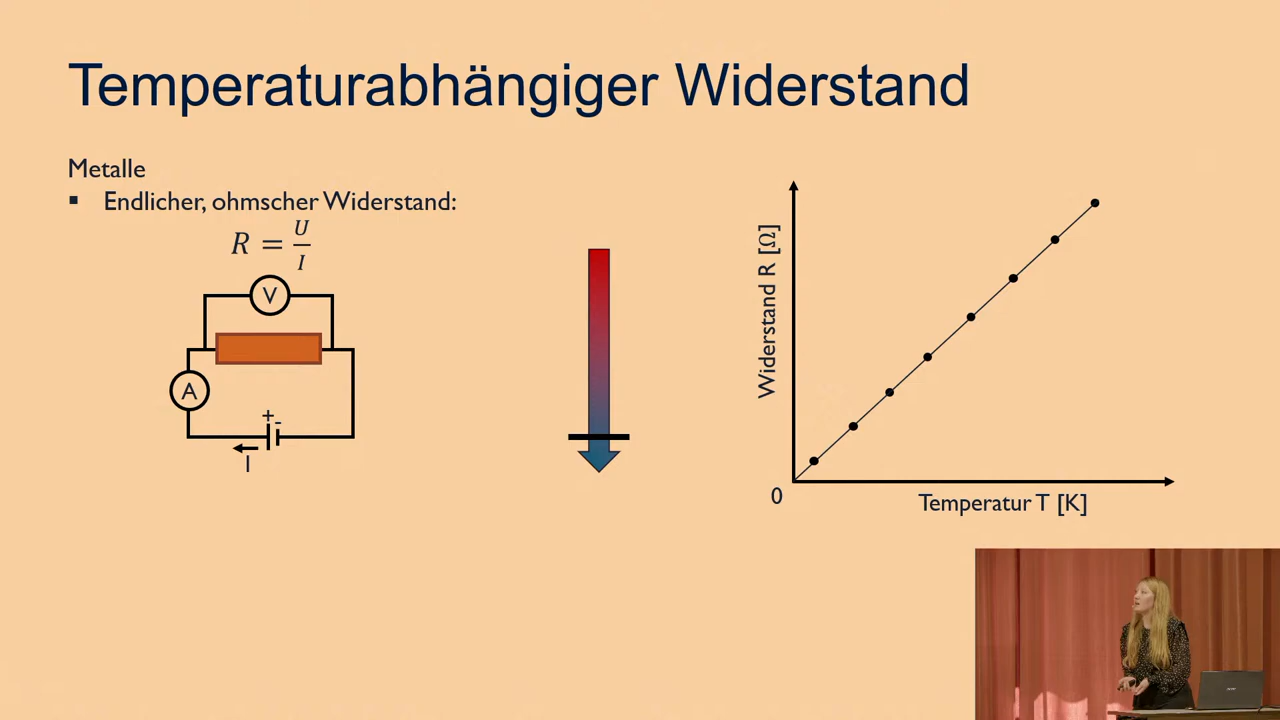 Temperaturabhängiger Widerstand
Metalle
▪ Endlicher, ohmscher Widerstand:
R = U/I
V
A
+ -
I
Widerstand R [Ω]
0
Temperatur T [K]